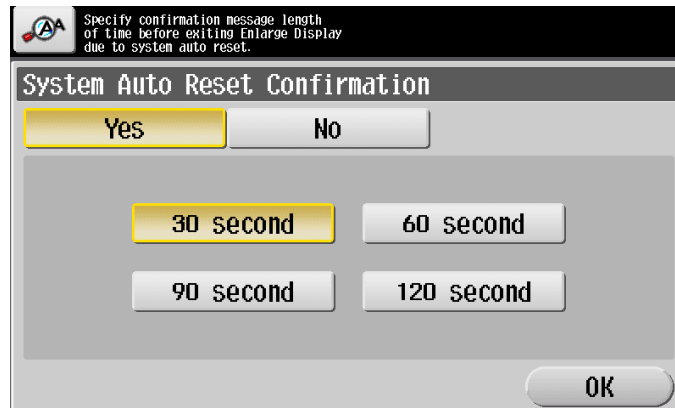 Specify confirmation message length
of time before exiting Enlarge Display
due to system auto reset.
System Auto Reset Confirmation
Yes No
30 second 60 second
90 second 120 second
OK